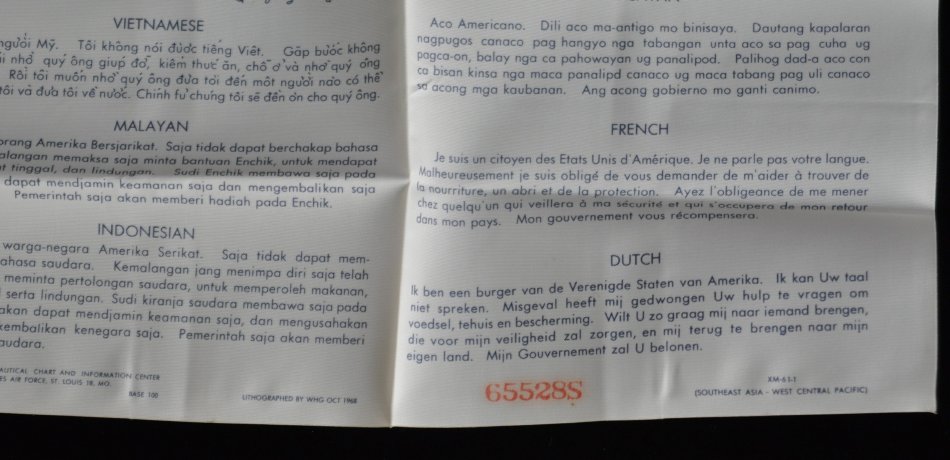 VIETNAMESE
người Mỹ. Tôi không nói được tiếng Việt. Gặp bước không
nhờ quý ông giúp đỡ, kiếm thức ăn, chỗ ở và nhờ quý ông
Rồi tôi muốn nhờ quý ông đưa tôi đến một người nào có thể
tôi và đưa tôi về nước. Chính fủ chúng tôi sẽ đền ơn cho quý ông.
MALAYAN
orang Amerika Bersjarikat. Saja tidak dapat berchakap bahasa
alangan memaksa saja minta bantuan Enchik, untuk mendapat
tinggal, dan lindungan. Sudi Enchik membawa saja pada
dapat mendjamin keamanan saja dan mengembalikan saja
Pemerintah saja akan memberi hadiah pada Enchik.
INDONESIAN
warga-negara Amerika Serikat. Saja tidak dapat mem-
ahasa saudara. Kemalangan jang menimpa diri saja telah
meminta pertolongan saudara, untuk memperoleh makanan,
serta lindungan. Sudi kiranja saudara membawa saja pada
akan dapat mendjamin keamanan saja, dan mengusahakan
embalikan kenegara saja. Pemerintah saja akan memberi
audara.
AUTICAL CHART AND INFORMATION CENTER
ES AIR FORCE, ST. LOUIS 18, MO.
BASE 100
LITHOGRAPHED BY WHG OCT 1968
Aco Americano. Dili aco ma-antigo mo binisaya. Dautang kapalaran
nagpugos canaco pag hangyo nga tabangan unta aco sa pag cuha ug
pagca-on, balay nga ca pahowayan ug panalipod. Palihog dad-a aco con
ca bisan kinsa nga maca panalipd canaco ug maca tabang pag uli canaco
sa acong mga kaubanan. Ang acong gobierno mo ganti canimo.
FRENCH
Je suis un citoyen des Etats Unis d'Amérique. Je ne parle pas votre langue.
Malheureusement je suis obligé de vous demander de m'aider à trouver de
la nourriture, un abri et de la protection. Ayez l'obligeance de me mener
chez quelqu'un qui veillera à ma sécurité et qui s'occupera de mon retour
dans mon pays. Mon gouvernement vous récompensera.
DUTCH
Ik ben een burger van de Verenigde Staten van Amerika. Ik kan Uw taal
niet spreken. Misgeval heeft mij gedwongen Uw hulp te vragen om
voedsel, tehuis en bescherming. Wilt U zo graag mij naar iemand brengen,
die voor mijn veiligheid zal zorgen, en mij terug te brengen naar mijn
eigen land. Mijn Gouvernement zal U belonen.
65528S
XM-61-1
(SOUTHEAST ASIA - WEST CENTRAL PACIFIC)